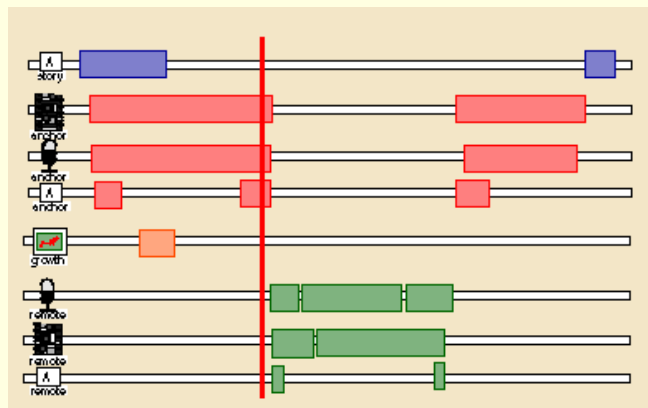 A
story
anchor
anchor
A
anchor
growth
remote
remote
A
remote